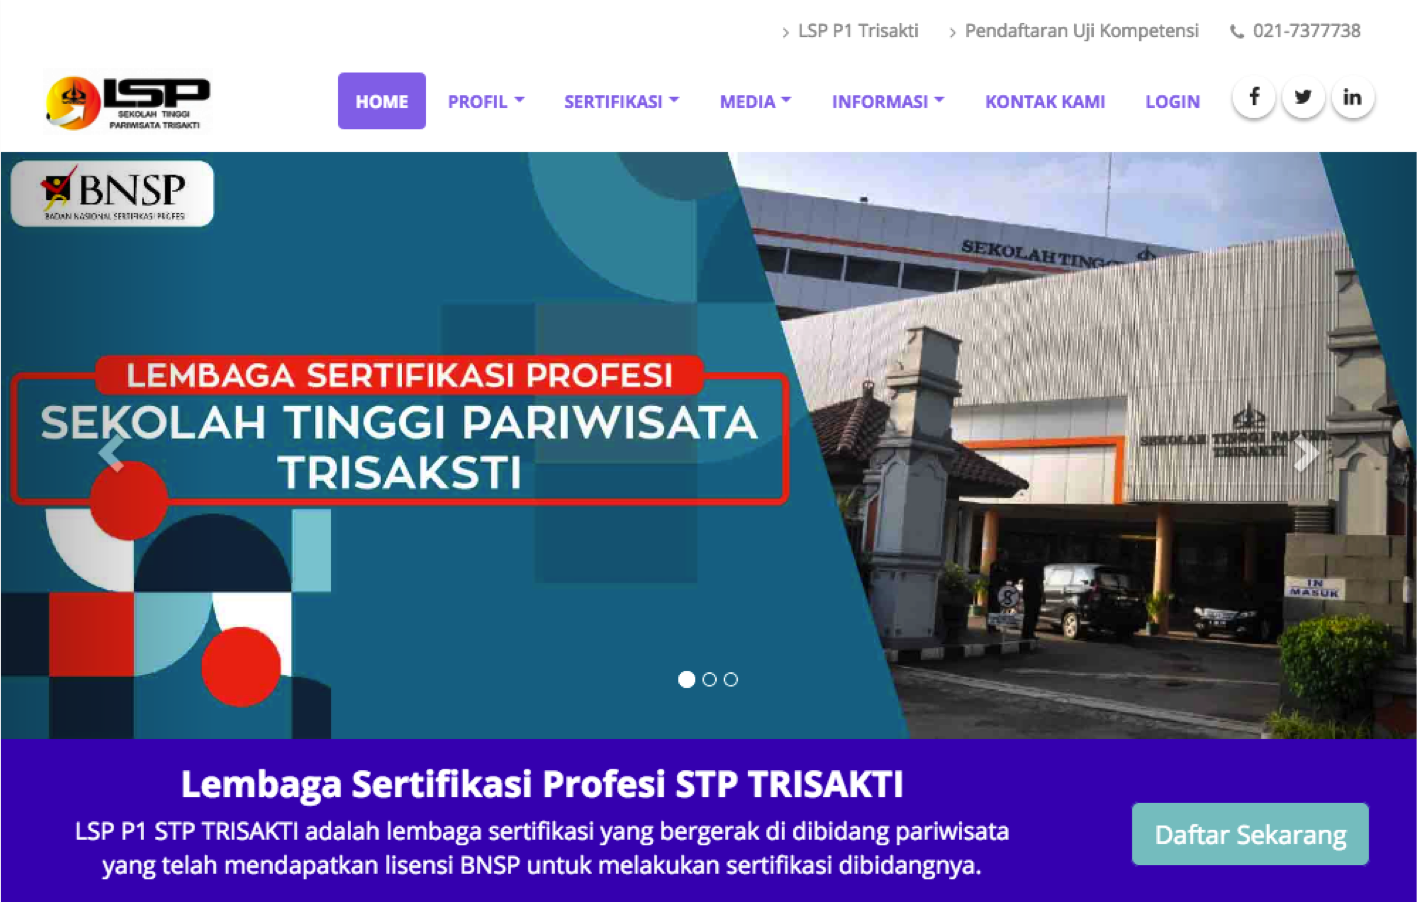 LSP P1 Trisakti
Pendaftaran Uji Kompetensi
021-7377738
LSP
SEKOLAH TINGGI
PARIWISATA TRISAKTI
HOME
PROFIL
SERTIFIKASI
MEDIA
INFORMASI
KONTAK KAMI
LOGIN
BNSP
BADAN NASIONAL SERTIFIKASI PROFESI
SEKOLAH TINGG
LEMBAGA SERTIFIKASI PROFESI
SEKOLAH TINGGI PARIWISATA
TRISAKSTI
SEKOLAH TINGGI PARIWI
TRISAKTI
IN
MASUK
Lembaga Sertifikasi Profesi STP TRISAKTI
LSP P1 STP TRISAKTI adalah lembaga sertifikasi yang bergerak di dibidang pariwisata
yang telah mendapatkan lisensi BNSP untuk melakukan sertifikasi dibidangnya.
Daftar Sekarang